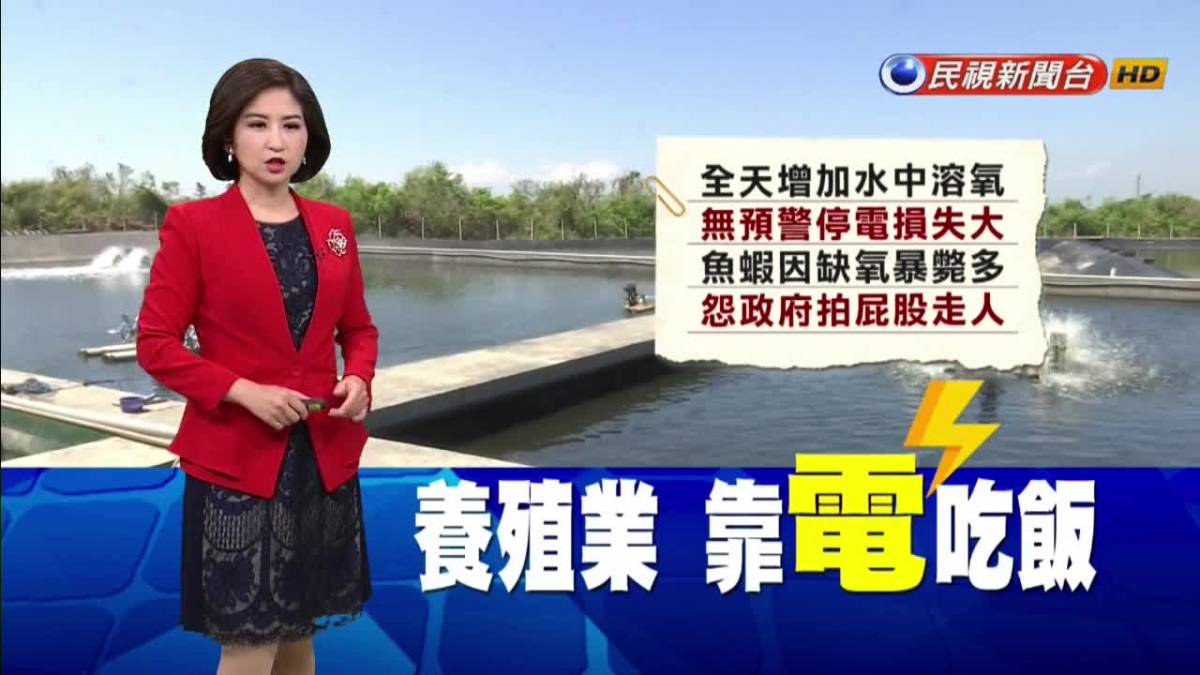 民視新聞台 HD
全天增加水中溶氧
無預警停電損失大
魚蝦因缺氧暴斃多
怨政府拍屁股走人
養殖業 靠電吃飯